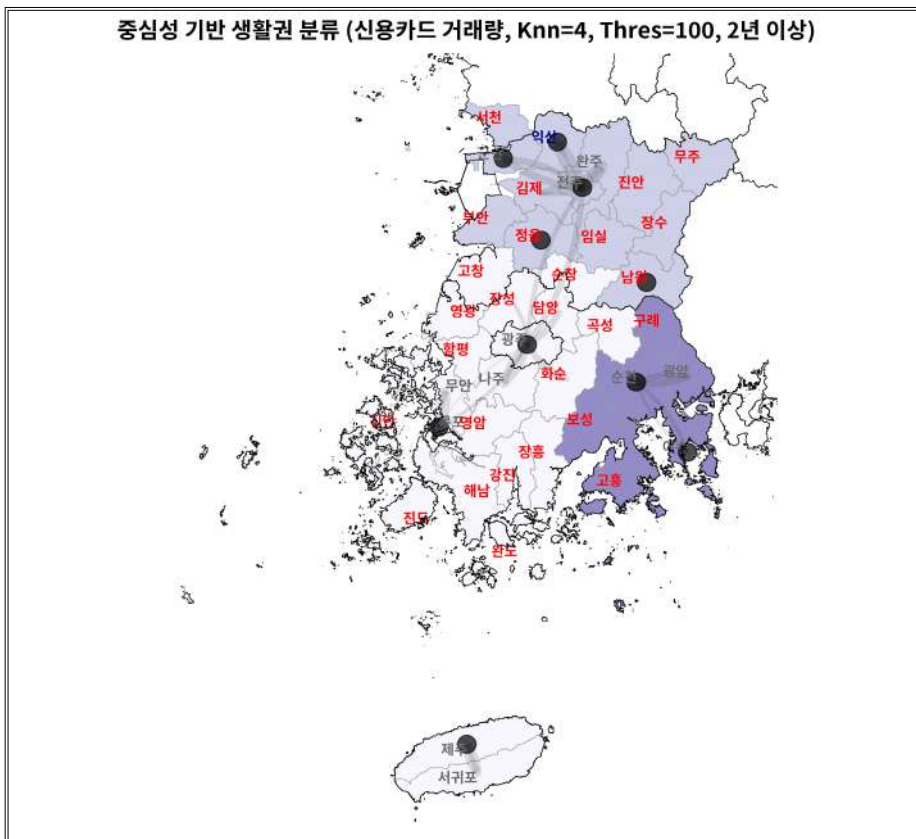 중심성 기반 생활권 분류 (신용카드 거래량, Knn=4, Thres=100, 2년 이상)
서천
익산
완주
무주
전주
김제
진안
부안
장수
정읍
임실
고창
순창
남원
장성
담양
영광
곡성
구례
광주
함평
화순
나주
무안
순천
광양
목포
영암
신안
보성
장흥
강진
고흥
해남
진도
완도
제주
서귀포